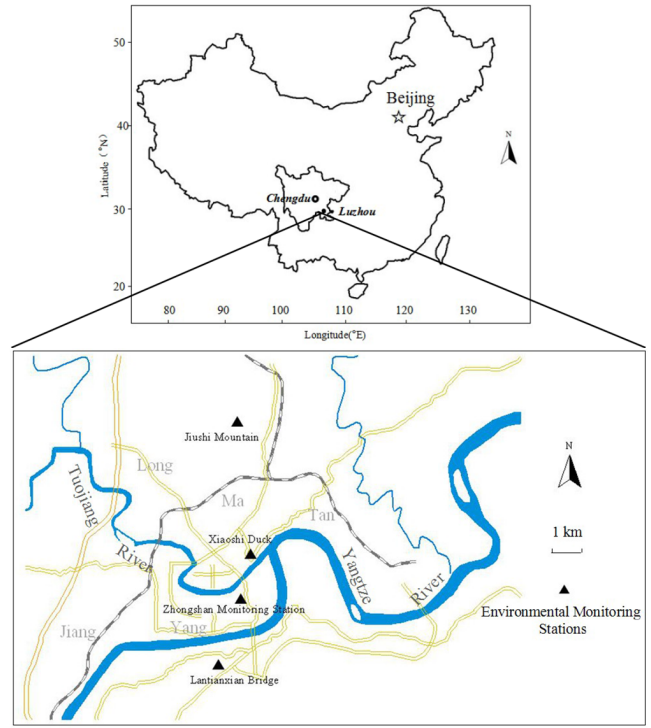 50
Beijing
N
40
Latitude (°N)
Chengdu
30
Luzhou
20
80 90 100 110 120 130
Longitude(°E)
Jiushi Mountain
N
Long
Tuojiang
Ma
Tan
1 km
Xiaoshi Duck
River
Yangtze
River
Zhongshan Monitoring Station
Environmental Monitoring
Stations
Jiang
Yang
Lantianxian Bridge